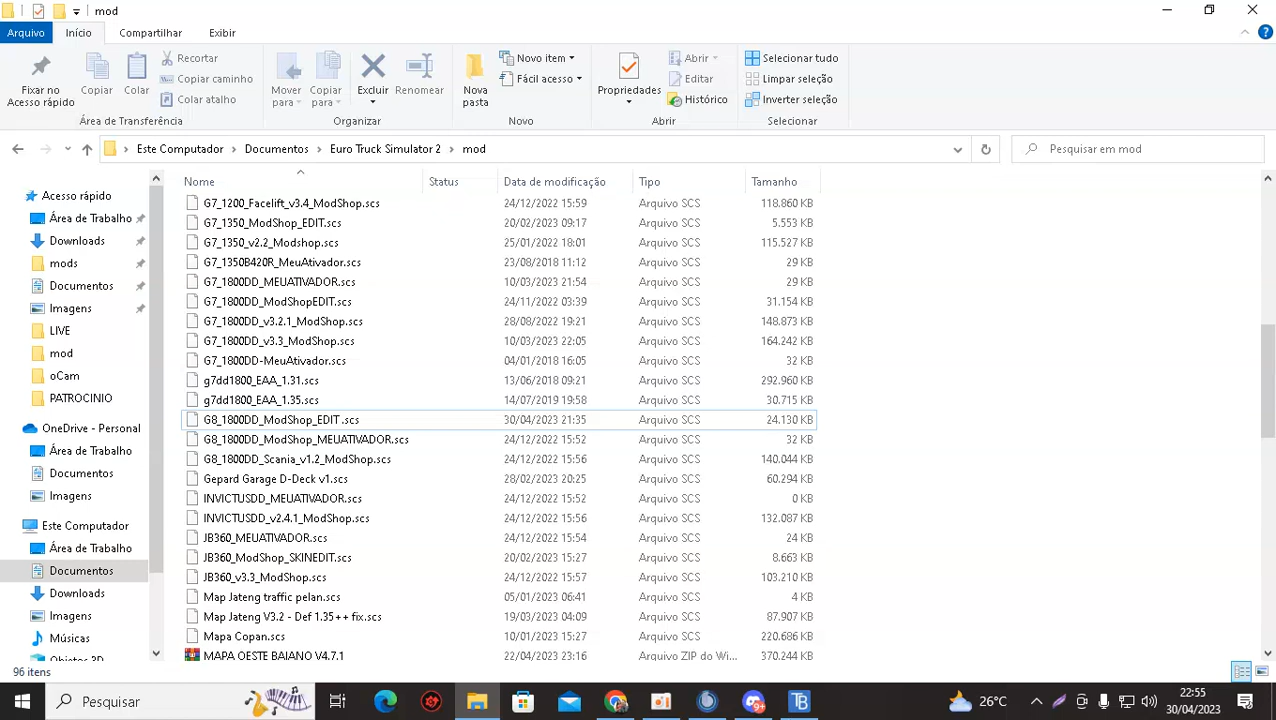 mod
Arquivo Início Compartilhar Exibir
Fixar no Acesso rápido
Copiar
Colar
Recortar
Copiar caminho
Colar atalho
Área de Transferência
Mover para
Copiar para
Excluir
Renomear
Organizar
Nova pasta
Novo item
Fácil acesso
Novo
Propriedades
Abrir
Editar
Histórico
Abrir
Selecionar tudo
Limpar seleção
Inverter seleção
Selecionar
Este Computador > Documentos > Euro Truck Simulator 2 > mod
Pesquisar em mod
Acesso rápido
Área de Trabalho
Downloads
mods
Documentos
Imagens
LIVE
mod
oCam
PATROCINIO
OneDrive - Personal
Área de Trabalho
Documentos
Imagens
Este Computador
Área de Trabalho
Documentos
Downloads
Imagens
Músicas
Objetos 3D
Nome Status Data de modificação Tipo Tamanho
G7_1200_Facelift_v3.4_ModShop.scs 24/12/2022 15:59 Arquivo SCS 118.860 KB
G7_1350_ModShop_EDIT.scs 20/02/2023 09:17 Arquivo SCS 5.553 KB
G7_1350_v2.2_Modshop.scs 25/01/2022 18:01 Arquivo SCS 115.527 KB
G7_1350B420R_MeuAtivador.scs 23/08/2018 11:12 Arquivo SCS 29 KB
G7_1800DD_MEUATIVADOR.scs 10/03/2023 21:54 Arquivo SCS 29 KB
G7_1800DD_ModShopEDIT.scs 24/11/2022 03:39 Arquivo SCS 31.154 KB
G7_1800DD_v3.2.1_ModShop.scs 28/08/2022 19:21 Arquivo SCS 148.873 KB
G7_1800DD_v3.3_ModShop.scs 10/03/2023 22:05 Arquivo SCS 164.242 KB
G7_1800DD-MeuAtivador.scs 04/01/2018 16:05 Arquivo SCS 32 KB
g7dd1800_EAA_1.31.scs 13/06/2018 09:21 Arquivo SCS 292.960 KB
g7dd1800_EAA_1.35.scs 14/07/2019 19:58 Arquivo SCS 30.715 KB
G8_1800DD_ModShop_EDIT .scs 30/04/2023 21:35 Arquivo SCS 24.130 KB
G8_1800DD_ModShop_MEUATIVADOR.scs 24/12/2022 15:52 Arquivo SCS 32 KB
G8_1800DD_Scania_v1.2_ModShop.scs 24/12/2022 15:56 Arquivo SCS 140.044 KB
Gepard Garage D-Deck v1.scs 28/02/2023 20:25 Arquivo SCS 60.294 KB
INVICTUSDD_MEUATIVADOR.scs 24/12/2022 15:52 Arquivo SCS 0 KB
INVICTUSDD_v2.4.1_ModShop.scs 24/12/2022 15:56 Arquivo SCS 132.087 KB
JB360_MEUATIVADOR.scs 24/12/2022 15:54 Arquivo SCS 24 KB
JB360_ModShop_SKINEDIT.scs 20/02/2023 09:17 Arquivo SCS 8.663 KB
JB360_v3.3_ModShop.scs 24/12/2022 15:57 Arquivo SCS 103.210 KB
Map Jateng traffic pelan.scs 05/01/2023 06:41 Arquivo SCS 4 KB
Map Jateng V3.2 - Def 1.35++ fix.scs 19/03/2023 04:09 Arquivo SCS 87.907 KB
Mapa Copan.scs 10/01/2023 15:27 Arquivo SCS 220.686 KB
MAPA OESTE BAIANO V4.7.1 22/04/2023 23:16 Arquivo ZIP do Wi... 370.244 KB
96 itens
Pesquisar
TB
26°C
22:55
30/04/2023